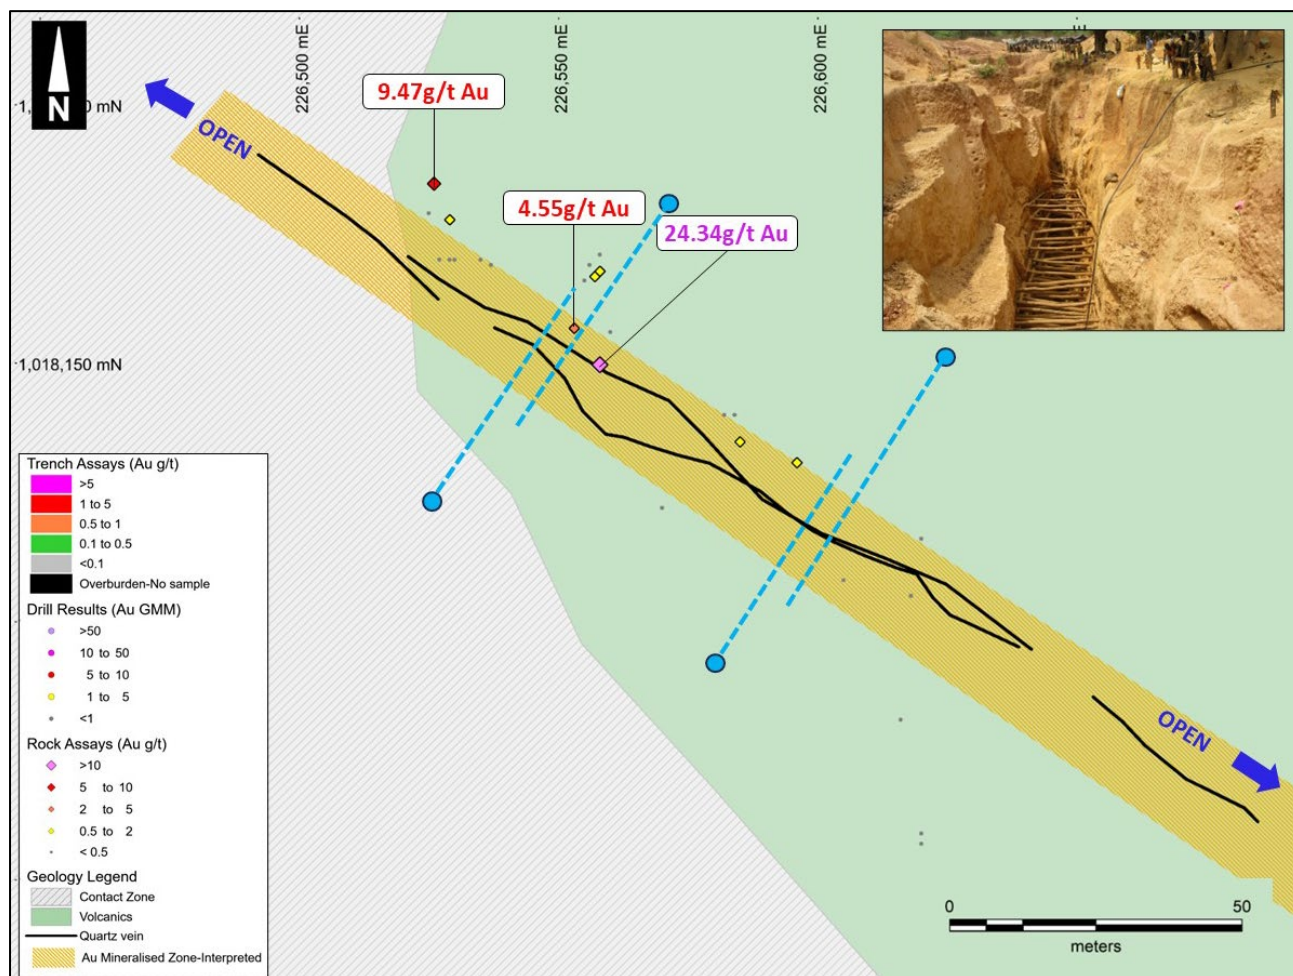 226,500 mE
226,550 mE
226,600 mE
N
OPEN
9.47g/t Au
4.55g/t Au
24.34g/t Au
1,018,150 mN
Trench Assays (Au g/t)
>5
1 to 5
0.5 to 1
0.1 to 0.5
<0.1
Overburden-No sample
Drill Results (Au GMM)
>50
10 to 50
5 to 10
1 to 5
<1
Rock Assays (Au g/t)
>10
5 to 10
2 to 5
0.5 to 2
< 0.5
Geology Legend
Contact Zone
Volcanics
Quartz vein
Au Mineralised Zone-Interpreted
OPEN
0 50
meters